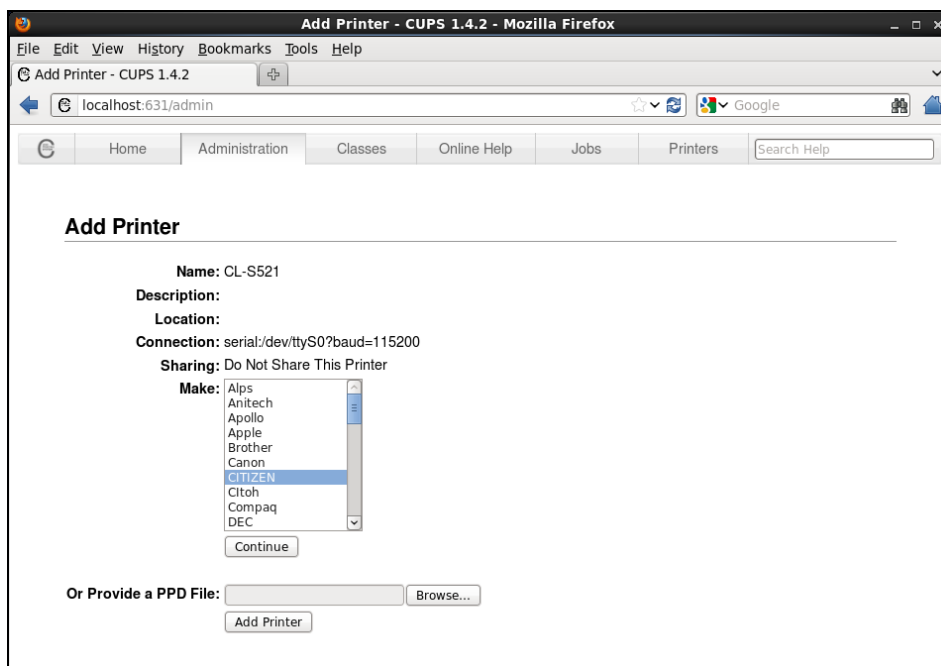 Add Printer - CUPS 1.4.2 - Mozilla Firefox
File Edit View History Bookmarks Tools Help
Add Printer - CUPS 1.4.2
localhost:631/admin Google
Home Administration Classes Online Help Jobs Printers Search Help
Add Printer
Name: CL-S521
Description:
Location:
Connection: serial:/dev/ttyS0?baud=115200
Sharing: Do Not Share This Printer
Make: Alps
Anitech
Apollo
Apple
Brother
Canon
CITIZEN
CItoh
Compaq
DEC
Continue
Or Provide a PPD File: Browse...
Add Printer